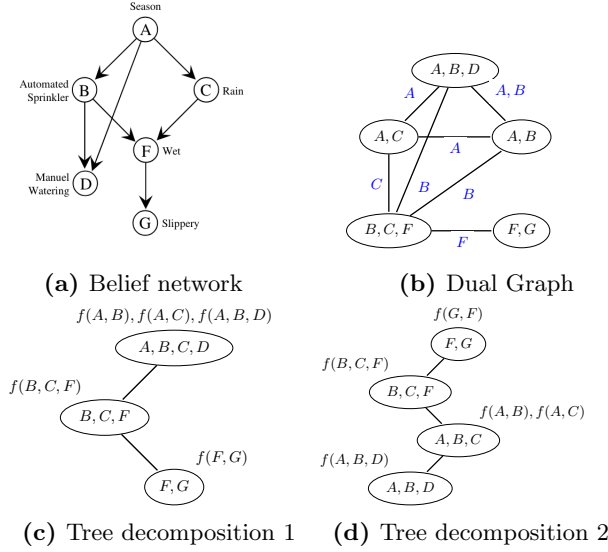 Season
A
Automated
Sprinkler
B
C
Rain
F
Wet
Manuel
Watering
D
G
Slippery
(a) Belief network
A, B, D
A
A, B
A, C
A, B
A
C
B
B
B, C, F
F
F, G
(b) Dual Graph
f(A, B), f(A, C), f(A, B, D)
A, B, C, D
f(B, C, F)
B, C, F
f(F, G)
F, G
(c) Tree decomposition 1
f(G, F)
F, G
f(B, C, F)
B, C, F
f(A, B), f(A, C)
A, B, C
f(A, B, D)
A, B, D
(d) Tree decomposition 2